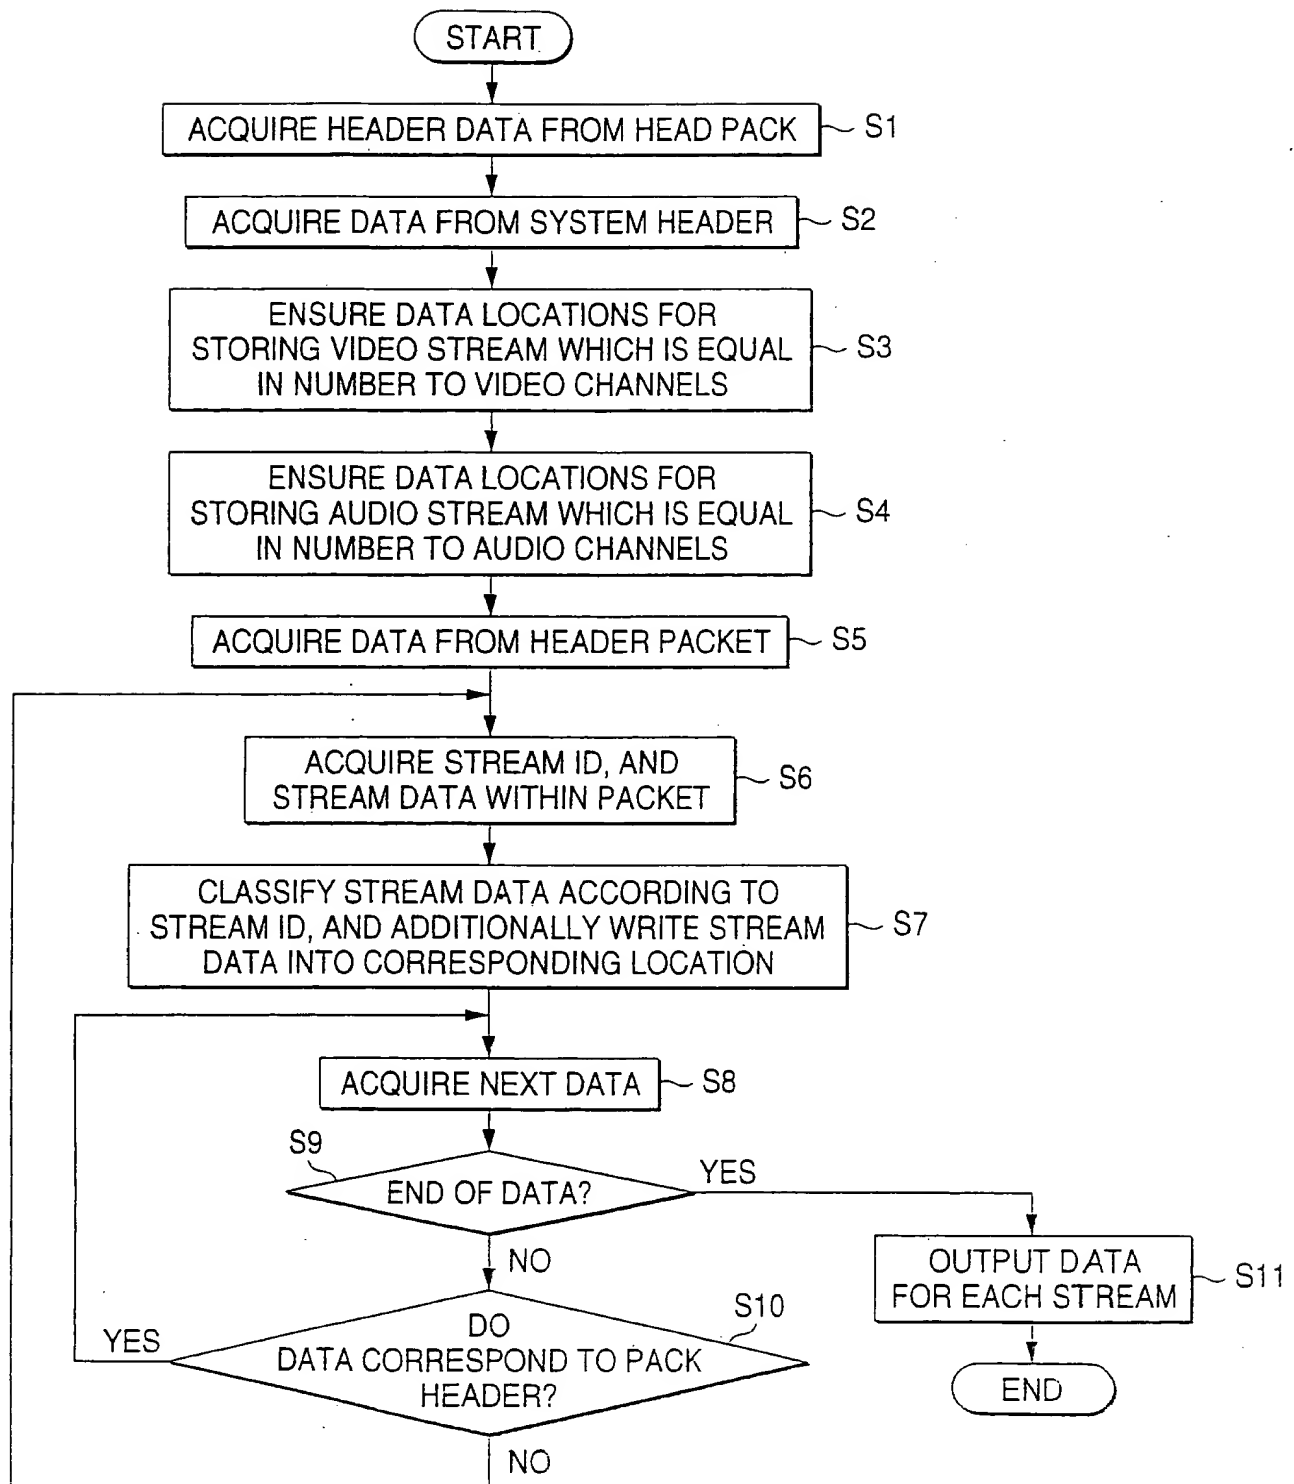 START
ACQUIRE HEADER DATA FROM HEAD PACK
S1
ACQUIRE DATA FROM SYSTEM HEADER
S2
ENSURE DATA LOCATIONS FOR
STORING VIDEO STREAM WHICH IS EQUAL
IN NUMBER TO VIDEO CHANNELS
S3
ENSURE DATA LOCATIONS FOR
STORING AUDIO STREAM WHICH IS EQUAL
IN NUMBER TO AUDIO CHANNELS
S4
ACQUIRE DATA FROM HEADER PACKET
S5
ACQUIRE STREAM ID, AND
STREAM DATA WITHIN PACKET
S6
CLASSIFY STREAM DATA ACCORDING TO
STREAM ID, AND ADDITIONALLY WRITE STREAM
DATA INTO CORRESPONDING LOCATION
S7
ACQUIRE NEXT DATA
S8
S9
END OF DATA?
YES
NO
OUTPUT DATA
FOR EACH STREAM
S11
S10
DO
DATA CORRESPOND TO PACK
HEADER?
YES
END
NO